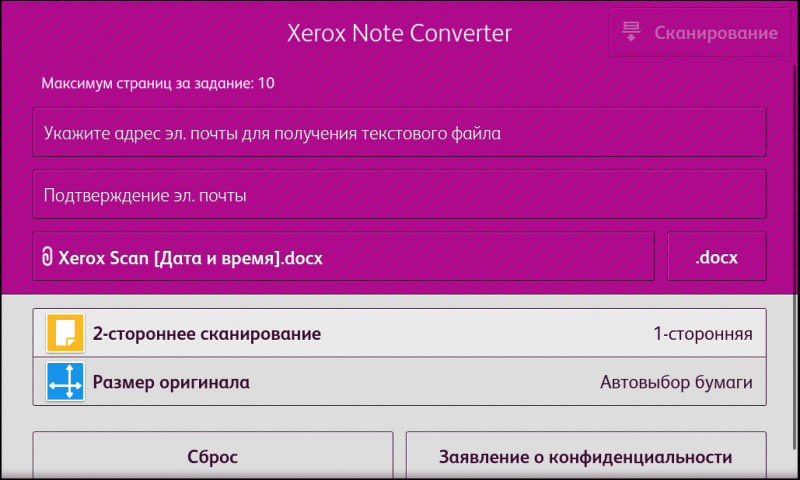 Xerox Note Converter
Сканирование
Максимум страниц за задание: 10
Укажите адрес эл. почты для получения текстового файла
Подтверждение эл. почты
Xerox Scan [Дата и время].docx
.docx
2-стороннее сканирование
1-сторонняя
Размер оригинала
Автовыбор бумаги
Сброс
Заявление о конфиденциальности